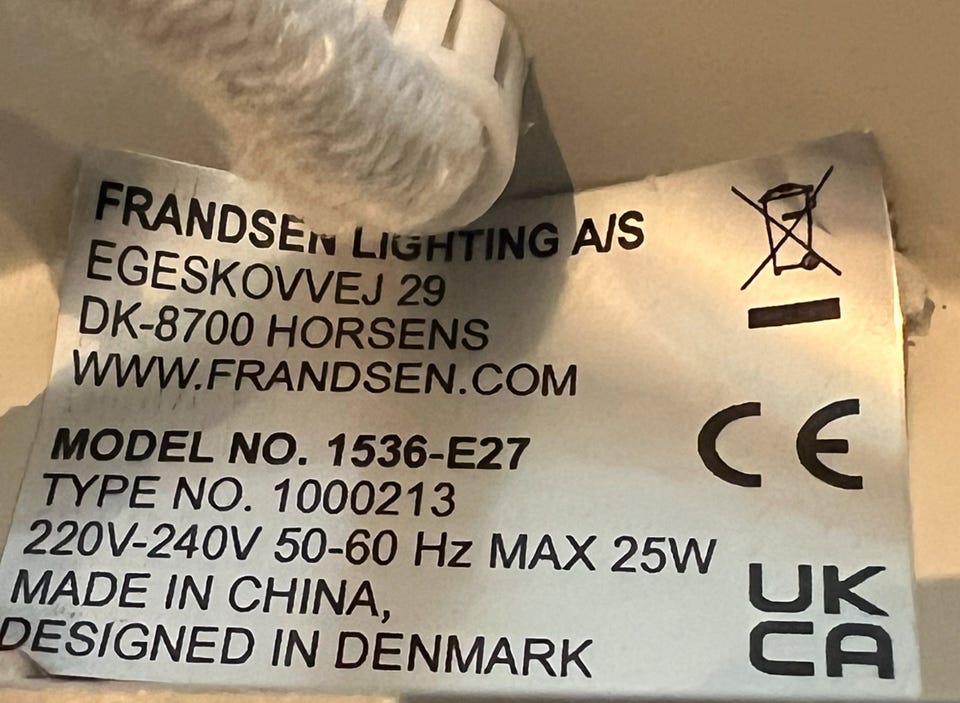 FRANDSEN LIGHTING A/S
EGESKOVVEJ 29
DK-8700 HORSENS
WWW.FRANDSEN.COM
MODEL NO. 1536-E27
TYPE NO. 1000213
220V-240V 50-60 Hz MAX 25W
MADE IN CHINA,
DESIGNED IN DENMARK
CE
UK
CA